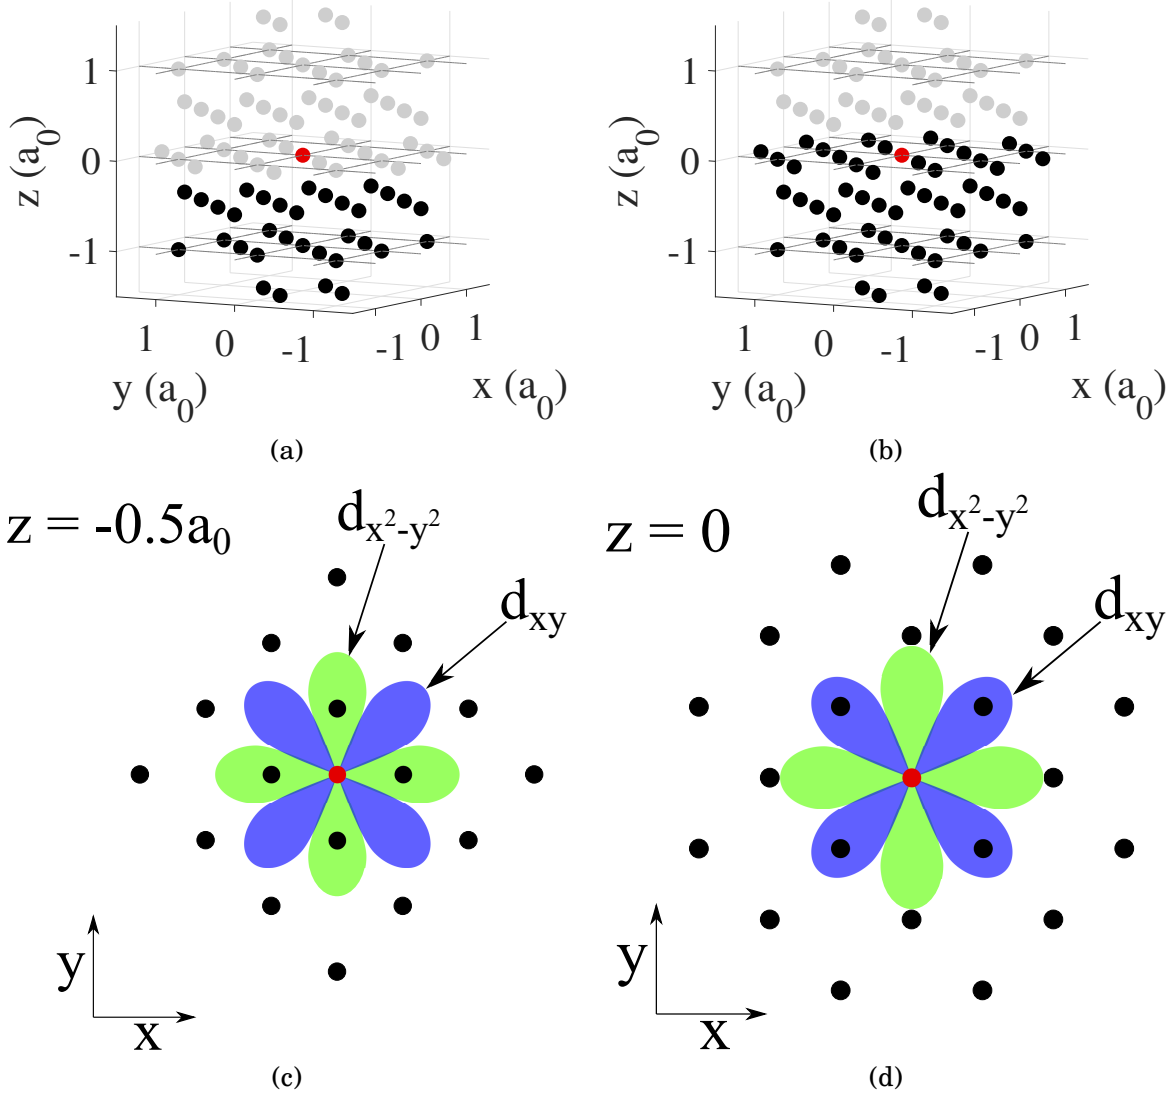 1
0
-1
z (a0)
1
0
-1
-1
0
1
y (a0)
x (a0)
(a)
1
0
-1
z (a0)
1
0
-1
-1
0
1
y (a0)
x (a0)
(b)
z = -0.5a0
dx2-y2
dxy
y
x
(c)
z = 0
dx2-y2
dxy
y
x
(d)